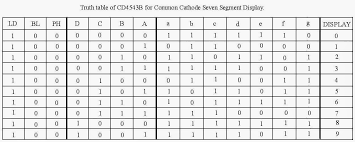 Truth table of CD4543B for Common Cathode Seven Segment Display.
LD BL PH D C B A a b c d e f g DISPLAY
1 0 0 0 0 0 0 1 1 1 1 1 1 0 0
1 0 0 0 0 0 1 0 1 1 0 0 0 0 1
1 0 0 0 0 1 0 1 1 0 1 1 0 1 2
1 0 0 0 0 1 1 1 1 1 1 0 0 1 3
1 0 0 0 1 0 0 0 1 1 0 0 1 1 4
1 0 0 0 1 0 1 1 0 1 1 0 1 1 5
1 0 0 0 1 1 0 1 0 1 1 1 1 1 6
1 0 0 0 1 1 1 1 1 1 0 0 0 0 7
1 0 0 1 0 0 0 1 1 1 1 1 1 1 8
1 0 0 1 0 0 1 1 1 1 1 1 1 9